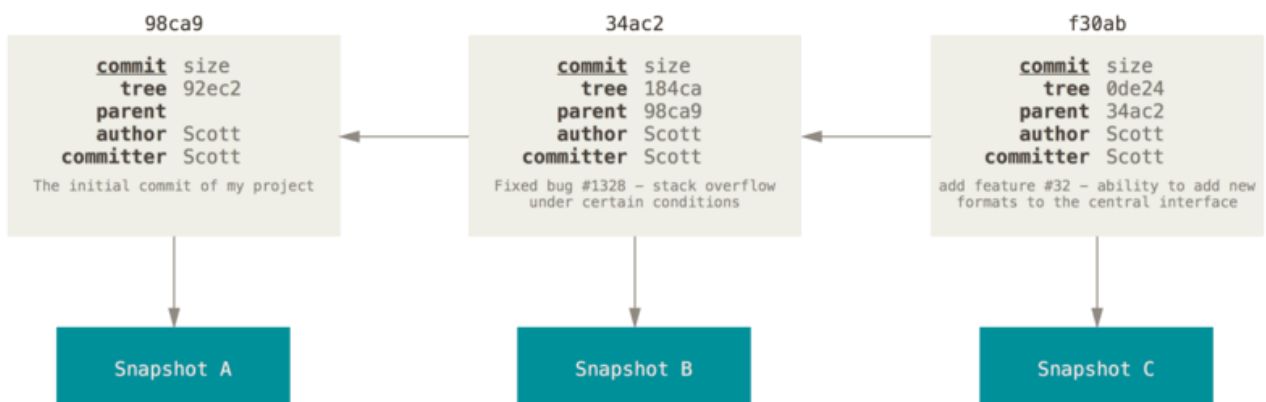 98ca9
commit size
tree 92ec2
parent
author Scott
committer Scott
The initial commit of my project
Snapshot A
34ac2
commit size
tree 184ca
parent 98ca9
author Scott
committer Scott
Fixed bug #1328 – stack overflow
under certain conditions
Snapshot B
f30ab
commit size
tree 0de24
parent 34ac2
author Scott
committer Scott
add feature #32 – ability to add new
formats to the central interface
Snapshot C